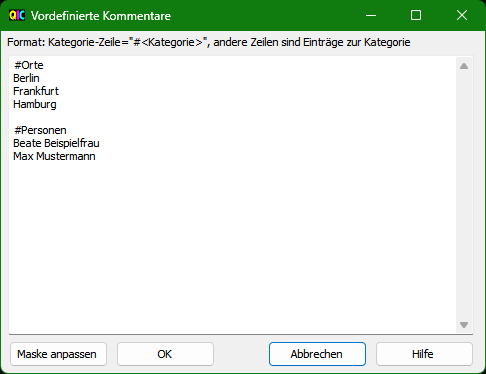 QIC Vordefinierte Kommentare
Format: Kategorie-Zeile="#<Kategorie>", andere Zeilen sind Einträge zur Kategorie
#Orte
Berlin
Frankfurt
Hamburg
#Personen
Beate Beispielfrau
Max Mustermann
Maske anpassen
OK
Abbrechen
Hilfe